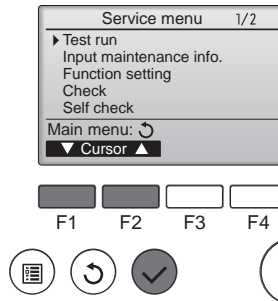 Service menu 1/2
Test run
Input maintenance info.
Function setting
Check
Self check
Main menu:
Cursor
F1 F2 F3 F4